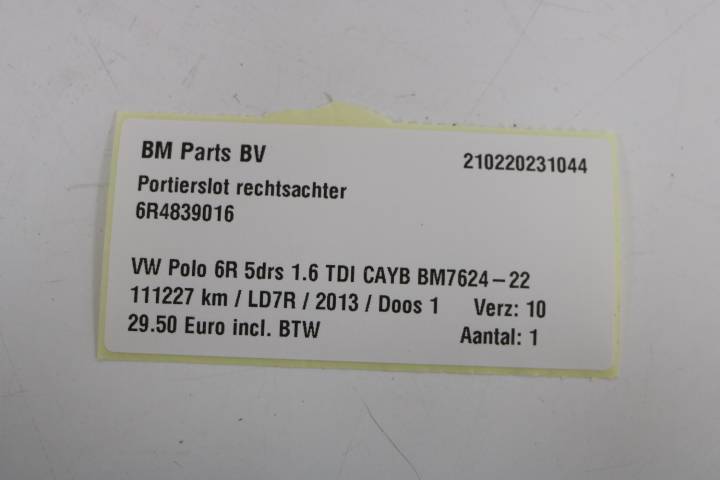 BM Parts BV 210220231044
Portierslot rechtsachter
6R4839016
VW Polo 6R 5drs 1.6 TDI CAYB BM7624-22
111227 km / LD7R / 2013 / Doos 1 Verz: 10
29.50 Euro incl. BTW Aantal: 1